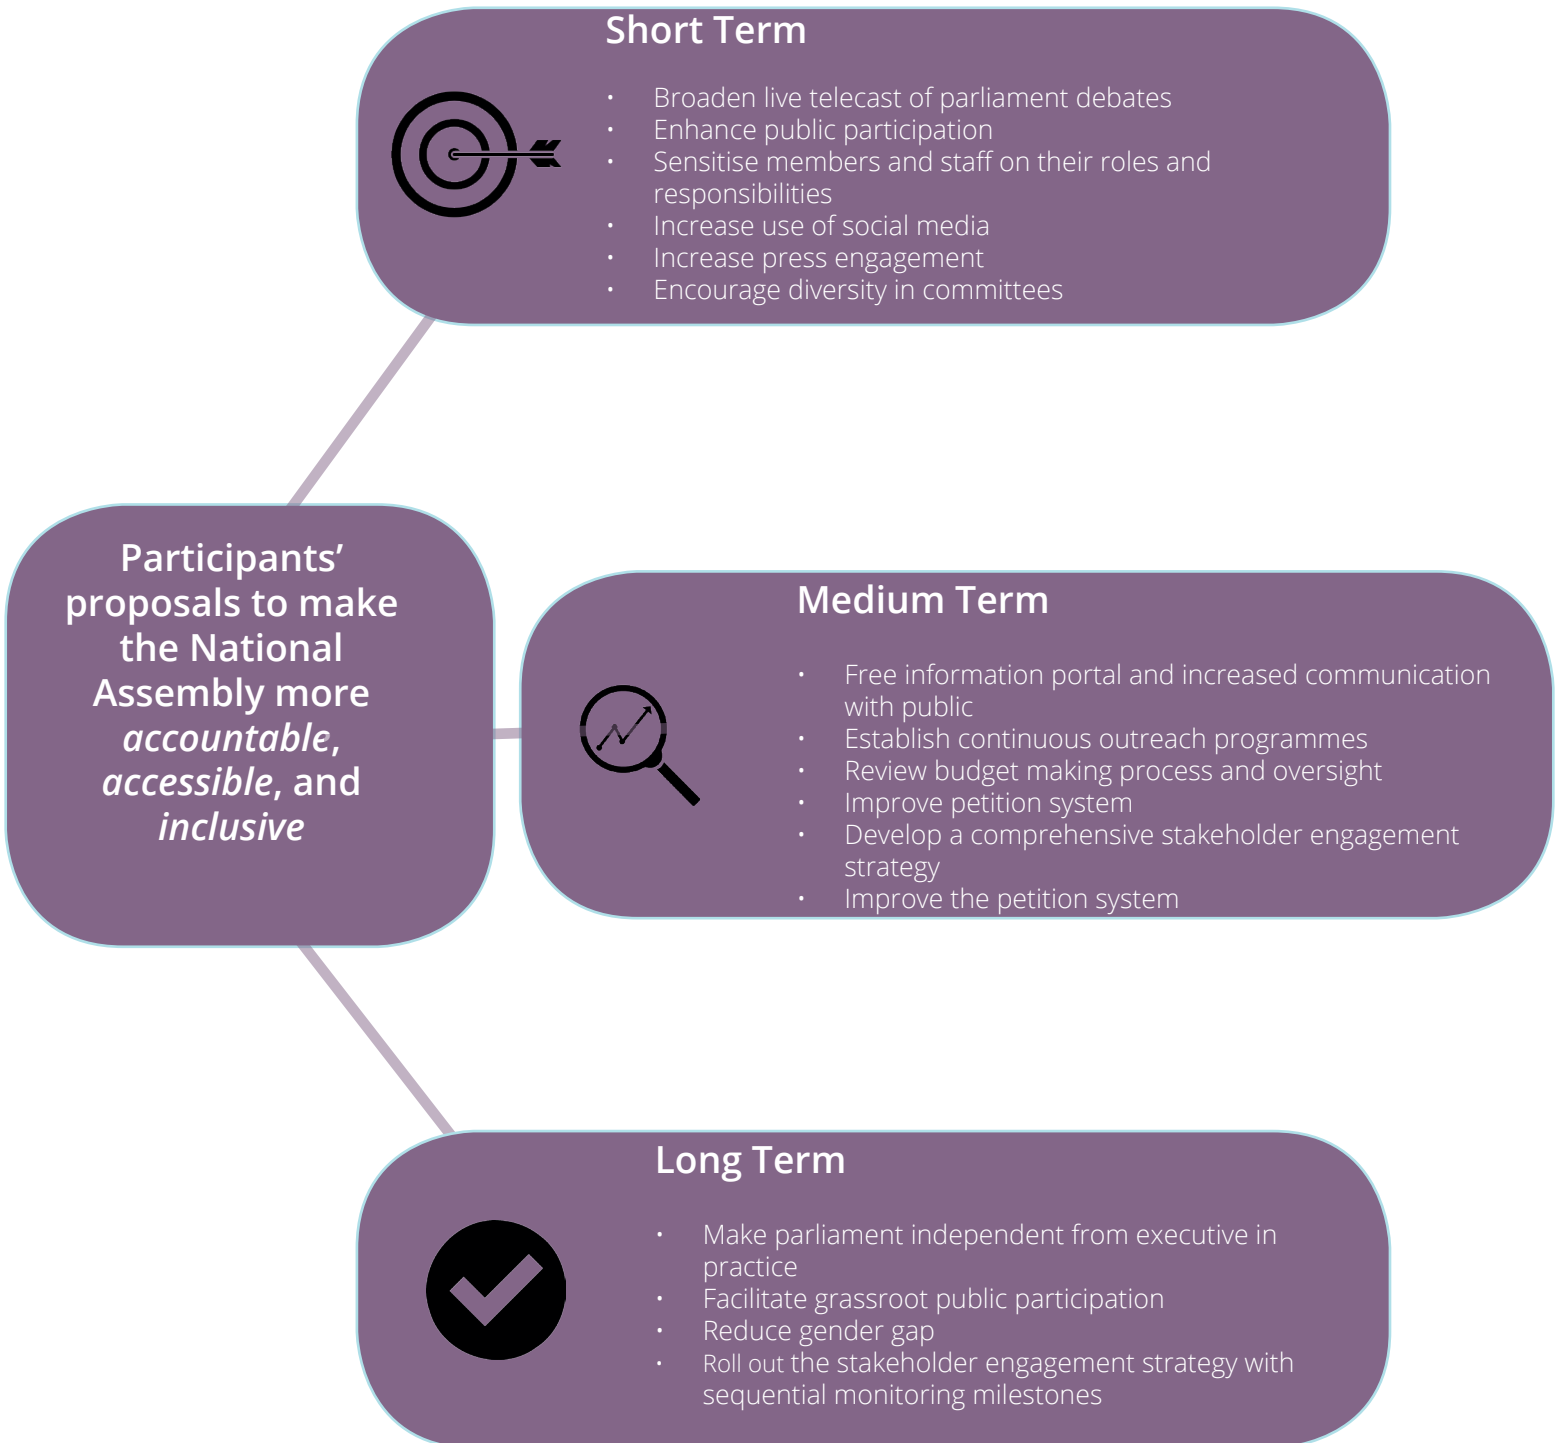 Short Term
• Broaden live telecast of parliament debates
• Enhance public participation
• Sensitise members and staff on their roles and
responsibilities
• Increase use of social media
• Increase press engagement
• Encourage diversity in committees
Participants’
proposals to make
the National
Assembly more
accountable,
accessible, and
inclusive
Medium Term
• Free information portal and increased communication
with public
• Establish continuous outreach programmes
• Review budget making process and oversight
• Improve petition system
• Develop a comprehensive stakeholder engagement
strategy
• Improve the petition system
Long Term
• Make parliament independent from executive in
practice
• Facilitate grassroot public participation
• Reduce gender gap
• Roll out the stakeholder engagement strategy with
sequential monitoring milestones